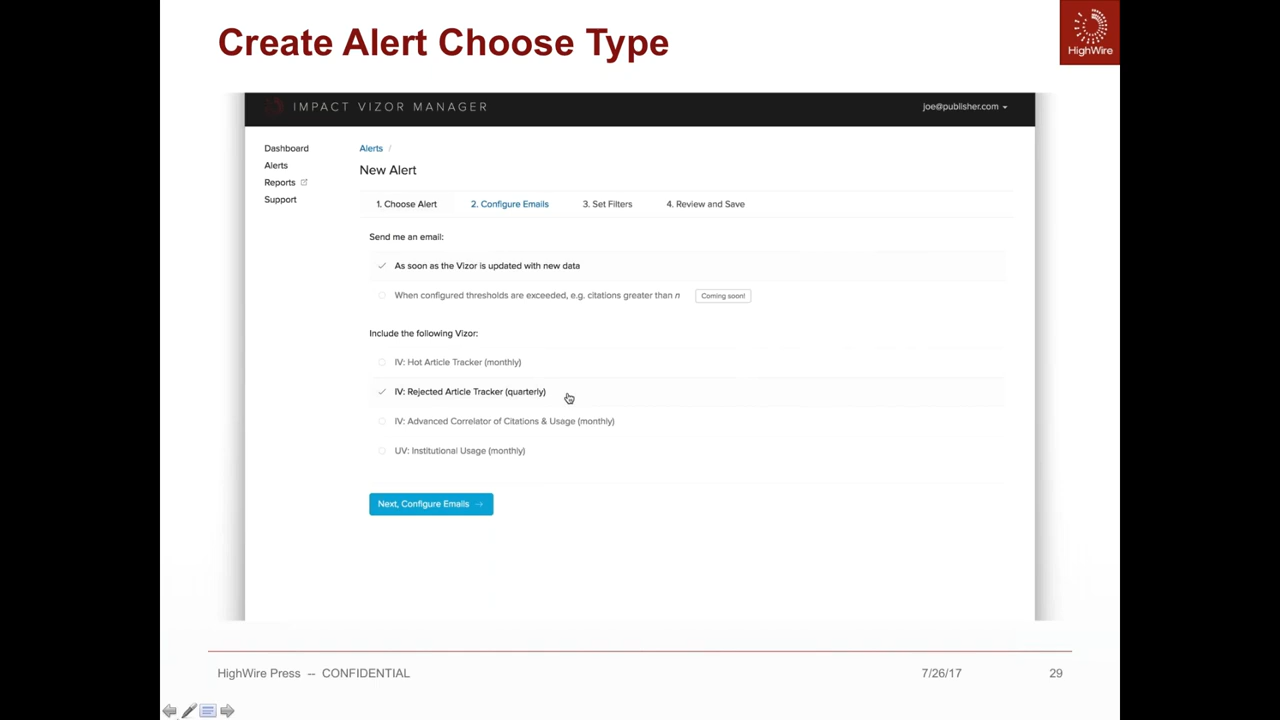 Create Alert Choose Type
HighWire
IMPACT VIZOR MANAGER
joe@publisher.com
Dashboard
Alerts
Reports
Support
Alerts /
New Alert
1. Choose Alert
2. Configure Emails
3. Set Filters
4. Review and Save
Send me an email:
As soon as the Vizor is updated with new data
When configured thresholds are exceeded, e.g. citations greater than n
Coming soon!
Include the following Vizor:
IV: Hot Article Tracker (monthly)
IV: Rejected Article Tracker (quarterly)
IV: Advanced Correlator of Citations & Usage (monthly)
UV: Institutional Usage (monthly)
Next, Configure Emails →
HighWire Press -- CONFIDENTIAL
7/26/17
29